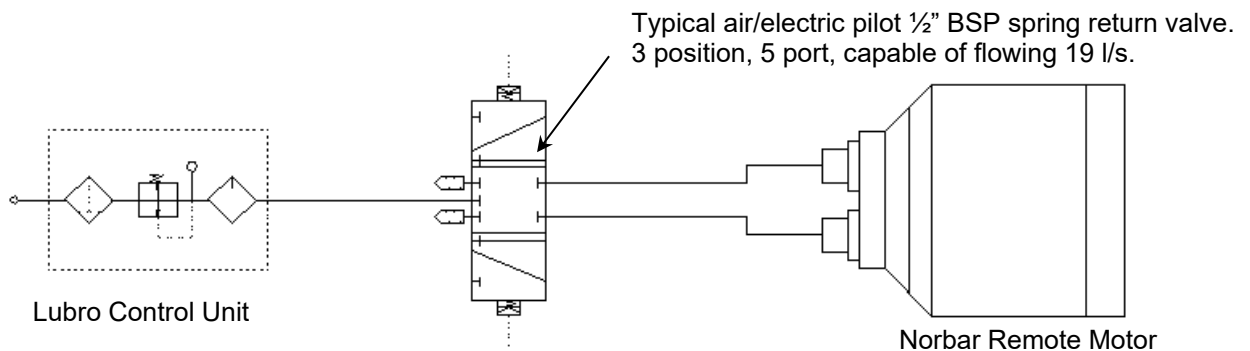 Typical air/electric pilot ½” BSP spring return valve.
3 position, 5 port, capable of flowing 19 l/s.
Lubro Control Unit
Norbar Remote Motor